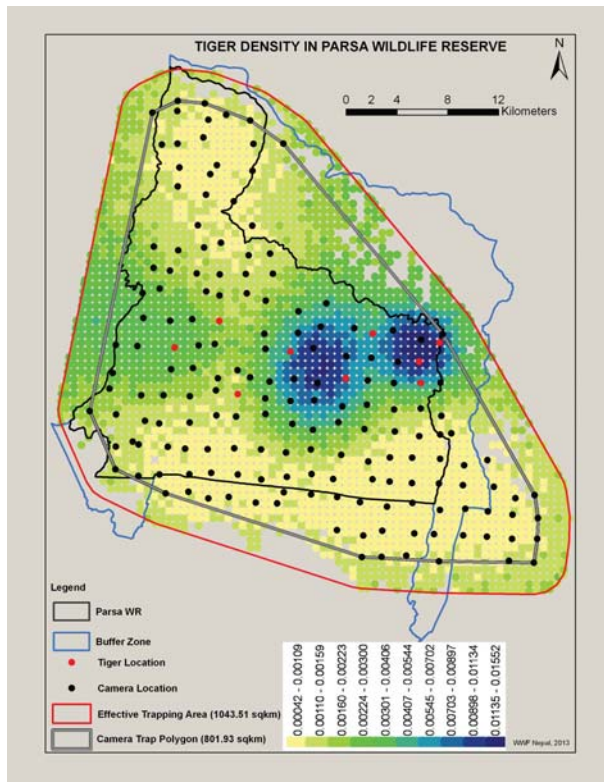 TIGER DENSITY IN PARSA WILDLIFE RESERVE
N
0 2 4 8 12
Kilometers
Legend
Parsa WR
Buffer Zone
Tiger Location
Camera Location
Effective Trapping Area (1043.51 sqkm)
Camera Trap Polygon (801.93 sqkm)
0.00042 - 0.00109
0.00110 - 0.00159
0.00160 - 0.00223
0.00224 - 0.00300
0.00301 - 0.00406
0.00407 - 0.00544
0.00545 - 0.00702
0.00703 - 0.00897
0.00898 - 0.01134
0.01135 - 0.01552
WWF Nepal, 2013